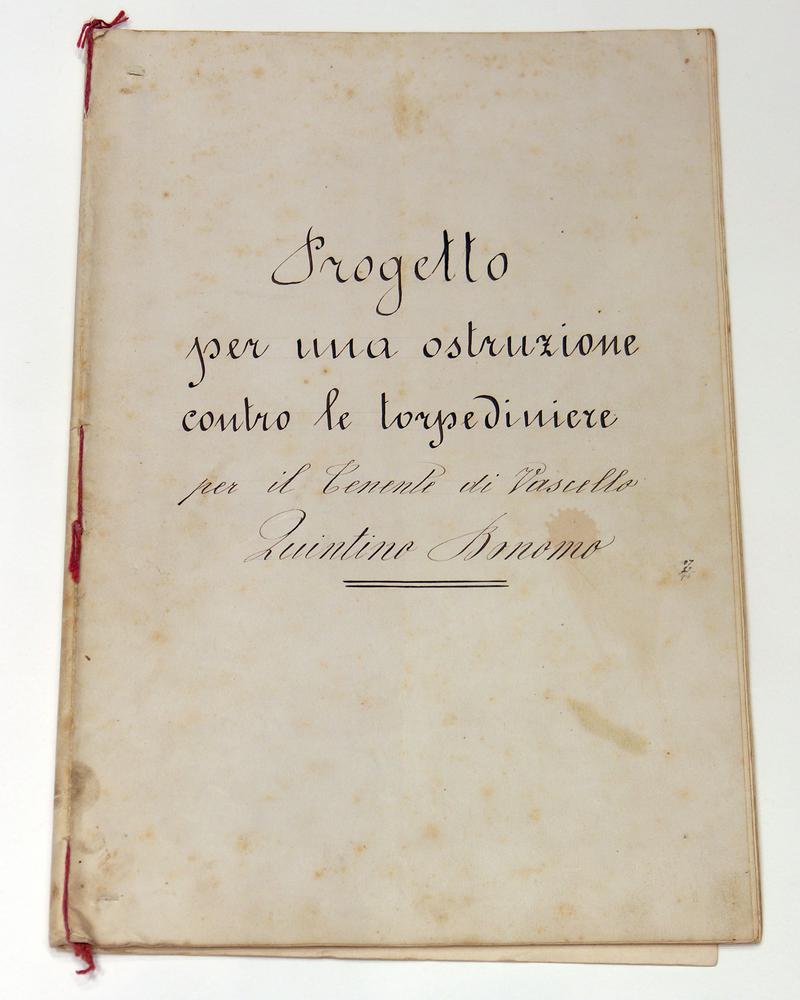 Progetto
per una ostruzione
contro le torpediniere
per il Tenente di Vascello
Quintino Bonomo